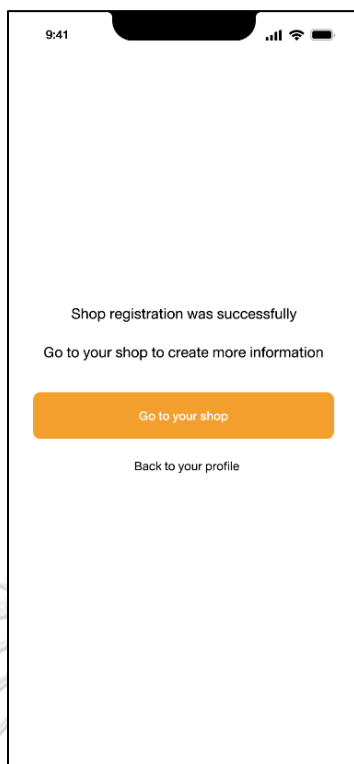 9:41
Shop registration was successfully
Go to your shop to create more information
Go to your shop
Back to your profile